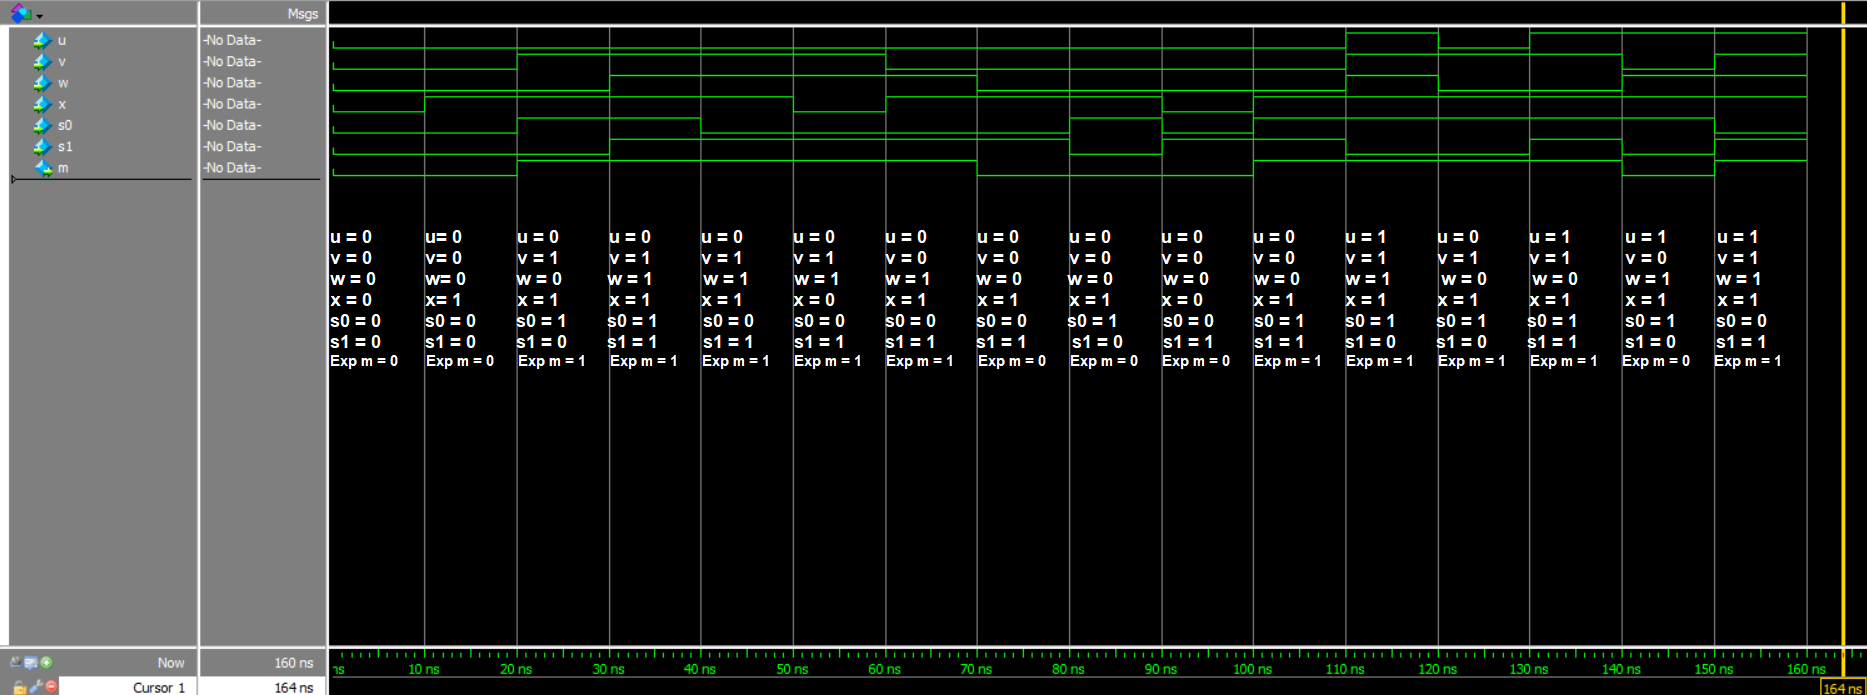 Msgs
u -No Data-
v -No Data-
w -No Data-
x -No Data-
s0 -No Data-
s1 -No Data-
m -No Data-
u = 0 u= 0 u = 0 u = 0 u = 0 u = 0 u = 0 u = 0 u = 0 u = 0 u = 0 u = 1 u = 0 u = 1 u = 1 u = 1
v = 0 v= 0 v = 1 v = 1 v = 1 v = 1 v = 0 v = 0 v = 0 v = 0 v = 0 v = 1 v = 1 v = 1 v = 0 v = 1
w = 0 w= 0 w = 0 w = 1 w = 1 w = 1 w = 1 w = 0 w = 0 w = 0 w = 0 w = 1 w = 0 w = 0 w = 1 w = 1
x = 0 x= 1 x = 1 x = 1 x = 1 x = 0 x = 1 x = 1 x = 1 x = 0 x = 1 x = 1 x = 1 x = 1 x = 1 x = 1
s0 = 0 s0 = 0 s0 = 1 s0 = 1 s0 = 0 s0 = 0 s0 = 0 s0 = 0 s0 = 1 s0 = 0 s0 = 1 s0 = 1 s0 = 1 s0 = 1 s0 = 1 s0 = 0
s1 = 0 s1 = 0 s1 = 0 s1 = 1 s1 = 1 s1 = 1 s1 = 1 s1 = 1 s1 = 0 s1 = 1 s1 = 1 s1 = 0 s1 = 0 s1 = 1 s1 = 0 s1 = 1
Exp m = 0 Exp m = 0 Exp m = 1 Exp m = 1 Exp m = 1 Exp m = 1 Exp m = 1 Exp m = 0 Exp m = 0 Exp m = 0 Exp m = 1 Exp m = 1 Exp m = 1 Exp m = 1 Exp m = 0 Exp m = 1
Now 160 ns ns 10 ns 20 ns 30 ns 40 ns 50 ns 60 ns 70 ns 80 ns 90 ns 100 ns 110 ns 120 ns 130 ns 140 ns 150 ns 160 ns
Cursor 1 164 ns 164 ns